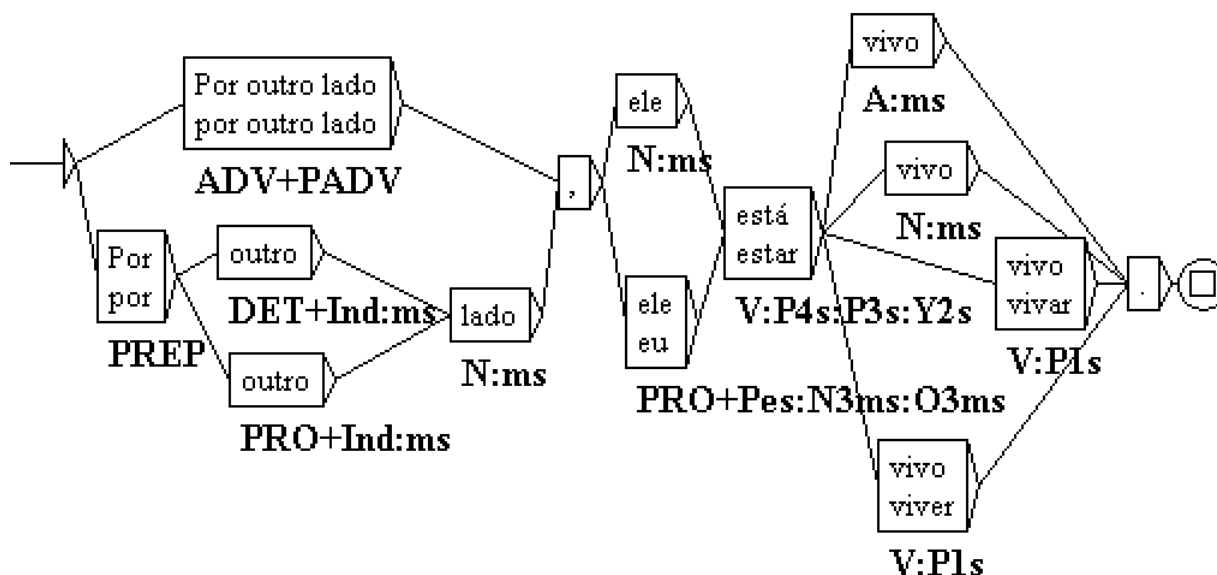 vivo
A:ms
Por outro lado
por outro lado
ADV+PADV
ele
N:ms
,
vivo
N:ms
Por
por
PREP
outro
DET+Ind:ms
outro
PRO+Ind:ms
lado
N:ms
ele
eu
PRO+Pes:N3ms:O3ms
está
estar
V:P4s:P3s:Y2s
vivo
vivar
V:P1s
.
vivo
viver
V:P1s